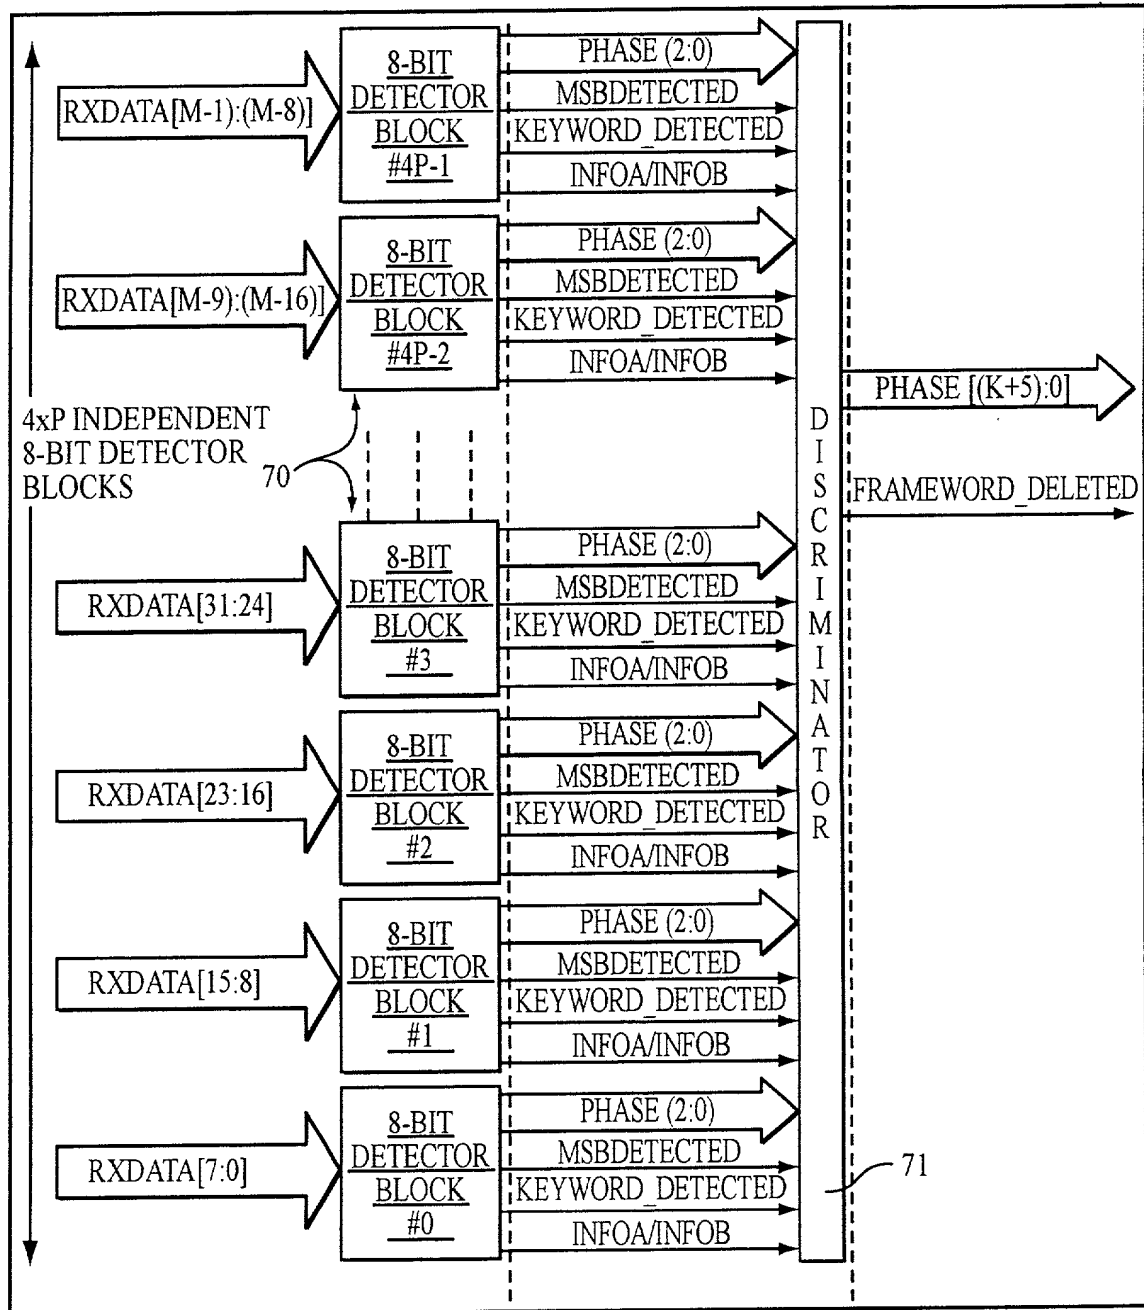 RXDATA[M-1):(M-8)]
8-BIT
DETECTOR
BLOCK
#4P-1
PHASE (2:0)
MSBDETECTED
KEYWORD_DETECTED
INFOA/INFOB
RXDATA[M-9):(M-16)]
8-BIT
DETECTOR
BLOCK
#4P-2
PHASE (2:0)
MSBDETECTED
KEYWORD_DETECTED
INFOA/INFOB
4xP INDEPENDENT
8-BIT DETECTOR
BLOCKS
70
RXDATA[31:24]
8-BIT
DETECTOR
BLOCK
#3
PHASE (2:0)
MSBDETECTED
KEYWORD_DETECTED
INFOA/INFOB
RXDATA[23:16]
8-BIT
DETECTOR
BLOCK
#2
PHASE (2:0)
MSBDETECTED
KEYWORD_DETECTED
INFOA/INFOB
RXDATA[15:8]
8-BIT
DETECTOR
BLOCK
#1
PHASE (2:0)
MSBDETECTED
KEYWORD_DETECTED
INFOA/INFOB
RXDATA[7:0]
8-BIT
DETECTOR
BLOCK
#0
PHASE (2:0)
MSBDETECTED
KEYWORD_DETECTED
INFOA/INFOB
DISCRIMINATOR
71
PHASE [(K+5):0]
FRAMEWORD_DELETED